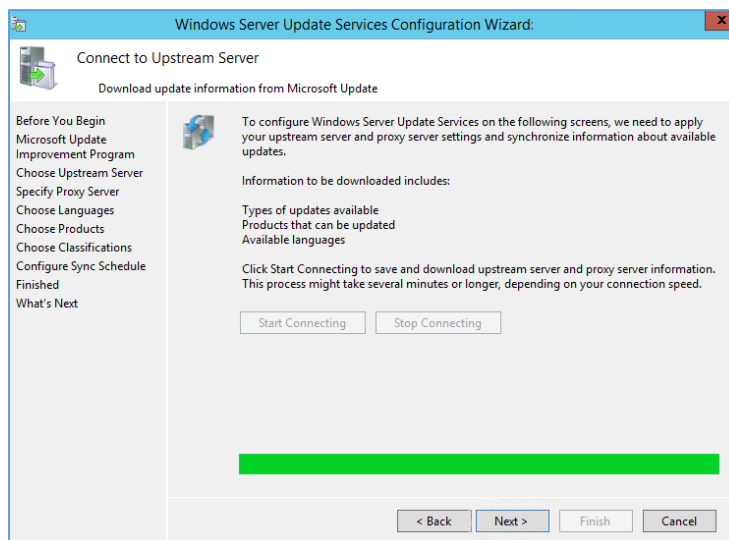 Windows Server Update Services Configuration Wizard:
x
Connect to Upstream Server
Download update information from Microsoft Update
Before You Begin
Microsoft Update
Improvement Program
Choose Upstream Server
Specify Proxy Server
Choose Languages
Choose Products
Choose Classifications
Configure Sync Schedule
Finished
What's Next
To configure Windows Server Update Services on the following screens, we need to apply
your upstream server and proxy server settings and synchronize information about available
updates.
Information to be downloaded includes:
Types of updates available
Products that can be updated
Available languages
Click Start Connecting to save and download upstream server and proxy server information.
This process might take several minutes or longer, depending on your connection speed.
Start Connecting
Stop Connecting
< Back
Next >
Finish
Cancel